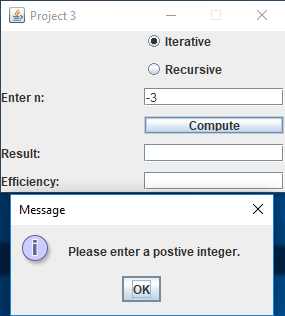 Project 3
Iterative
Recursive
Enter n:
-3
Compute
Result:
Efficiency:
Message
Please enter a postive integer.
OK